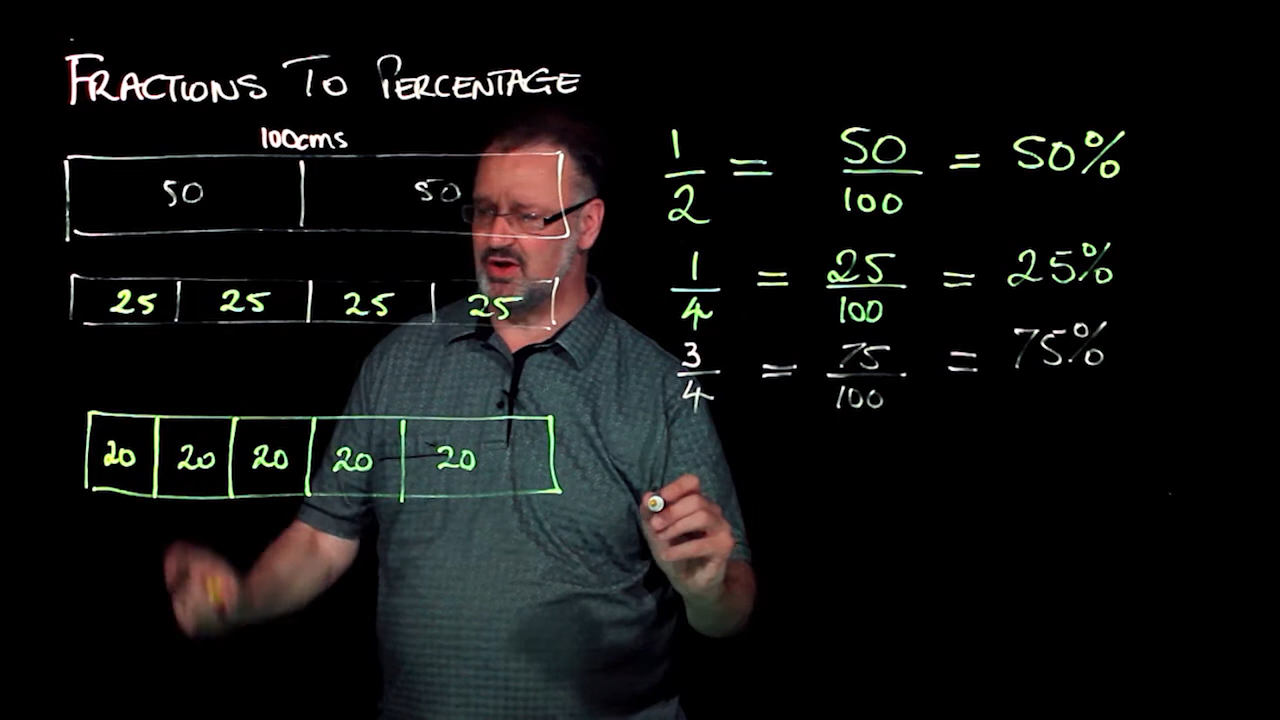 FRACTIONS TO PERCENTAGE
100cms
50 50
25 25 25 25
20 20 20 20 20
1/2 = 50/100 = 50%
1/4 = 25/100 = 25%
3/4 = 75/100 = 75%